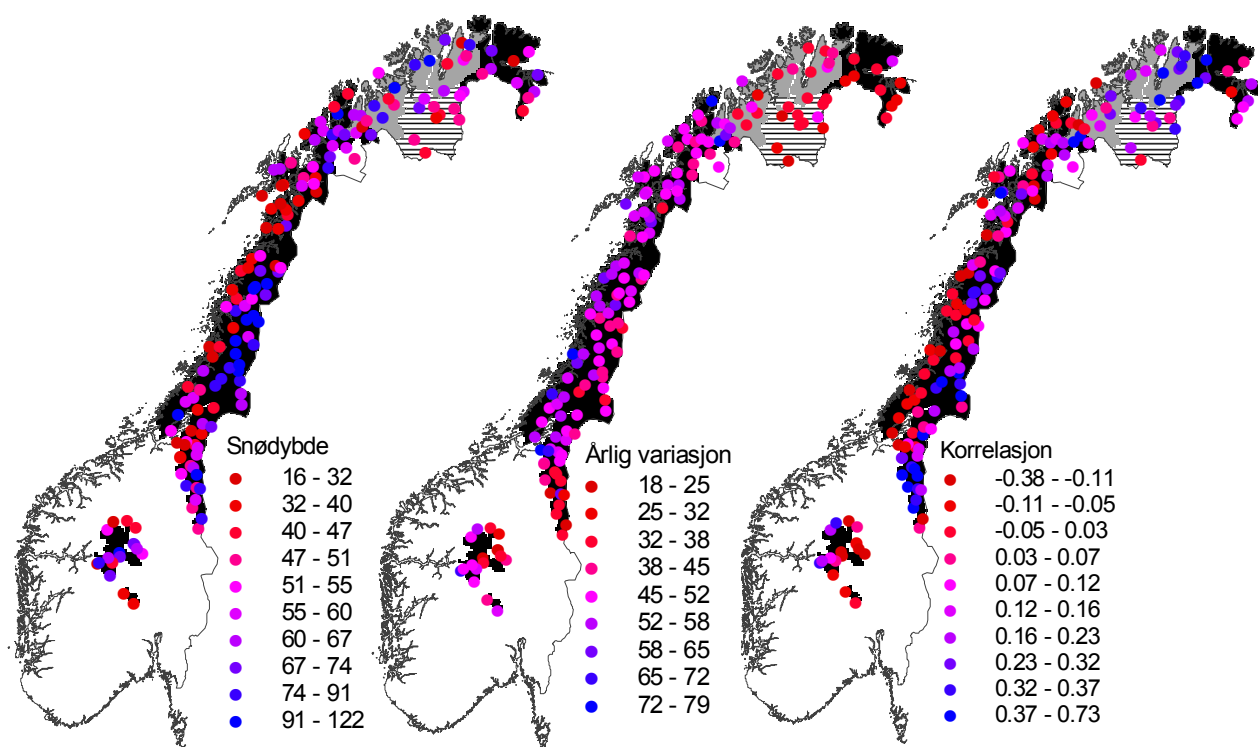 Snødybde
16 - 32
32 - 40
40 - 47
47 - 51
51 - 55
55 - 60
60 - 67
67 - 74
74 - 91
91 - 122
Årlig variasjon
18 - 25
25 - 32
32 - 38
38 - 45
45 - 52
52 - 58
58 - 65
65 - 72
72 - 79
Korrelasjon
-0.38 - -0.11
-0.11 - -0.05
-0.05 - 0.03
0.03 - 0.07
0.07 - 0.12
0.12 - 0.16
0.16 - 0.23
0.23 - 0.32
0.32 - 0.37
0.37 - 0.73